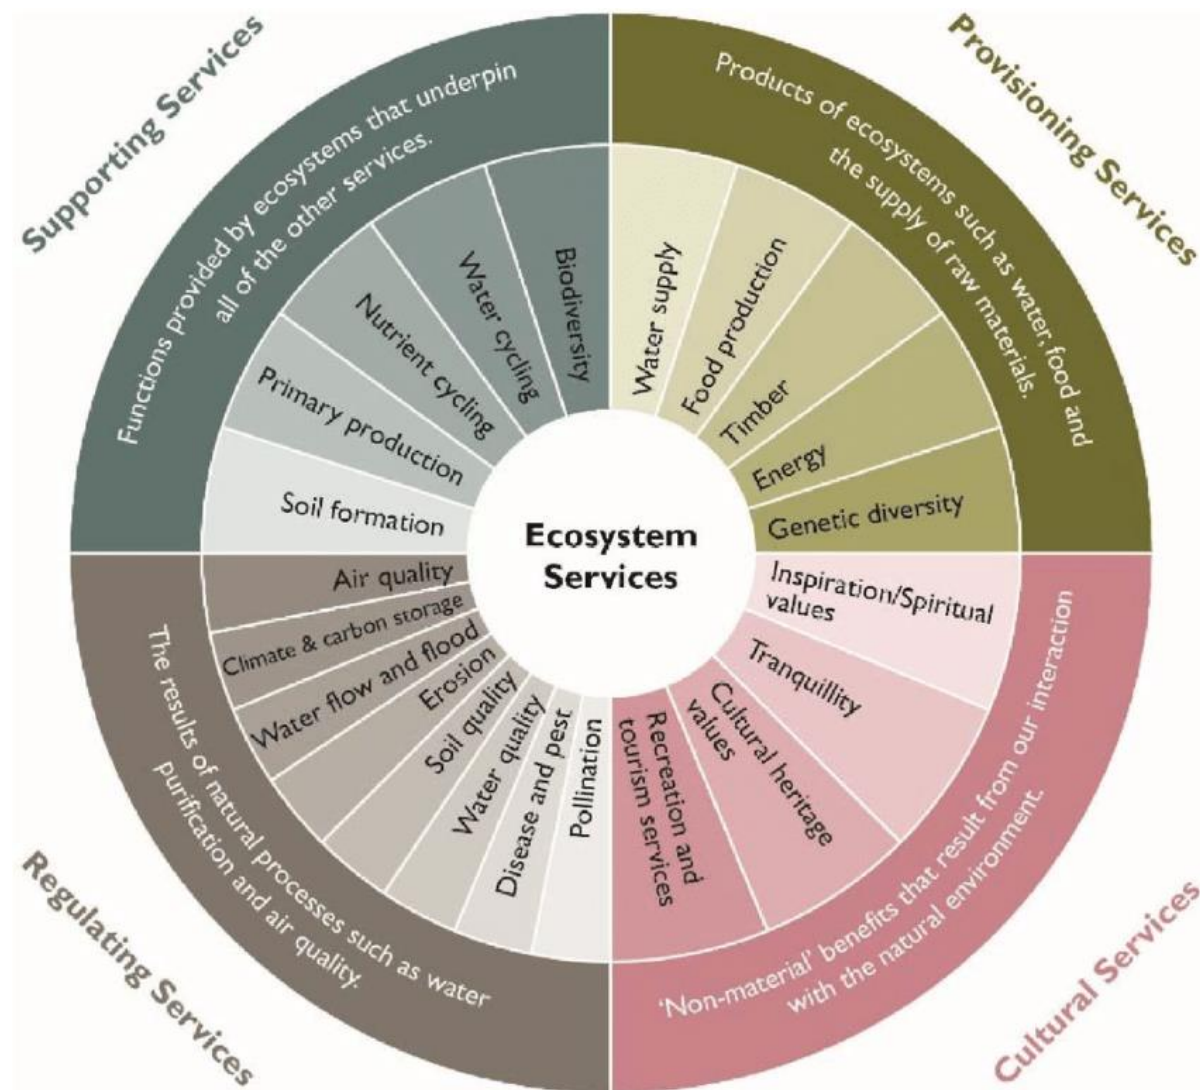 Supporting Services
Functions provided by ecosystems that underpin
all of the other services.
Soil formation
Primary production
Nutrient cycling
Water cycling
Biodiversity
Provisioning Services
Products of ecosystems such as water, food and
the supply of raw materials.
Water supply
Food production
Timber
Energy
Genetic diversity
Ecosystem
Services
Inspiration/Spiritual
values
Tranquillity
Cultural heritage
values
Recreation and
tourism services
'Non-material' benefits that result from our interaction
with the natural environment.
Cultural Services
Air quality
Climate & carbon storage
Water flow and flood
Erosion
Soil quality
Water quality
Disease and pest
Pollination
The results of natural processes such as water
purification and air quality.
Regulating Services